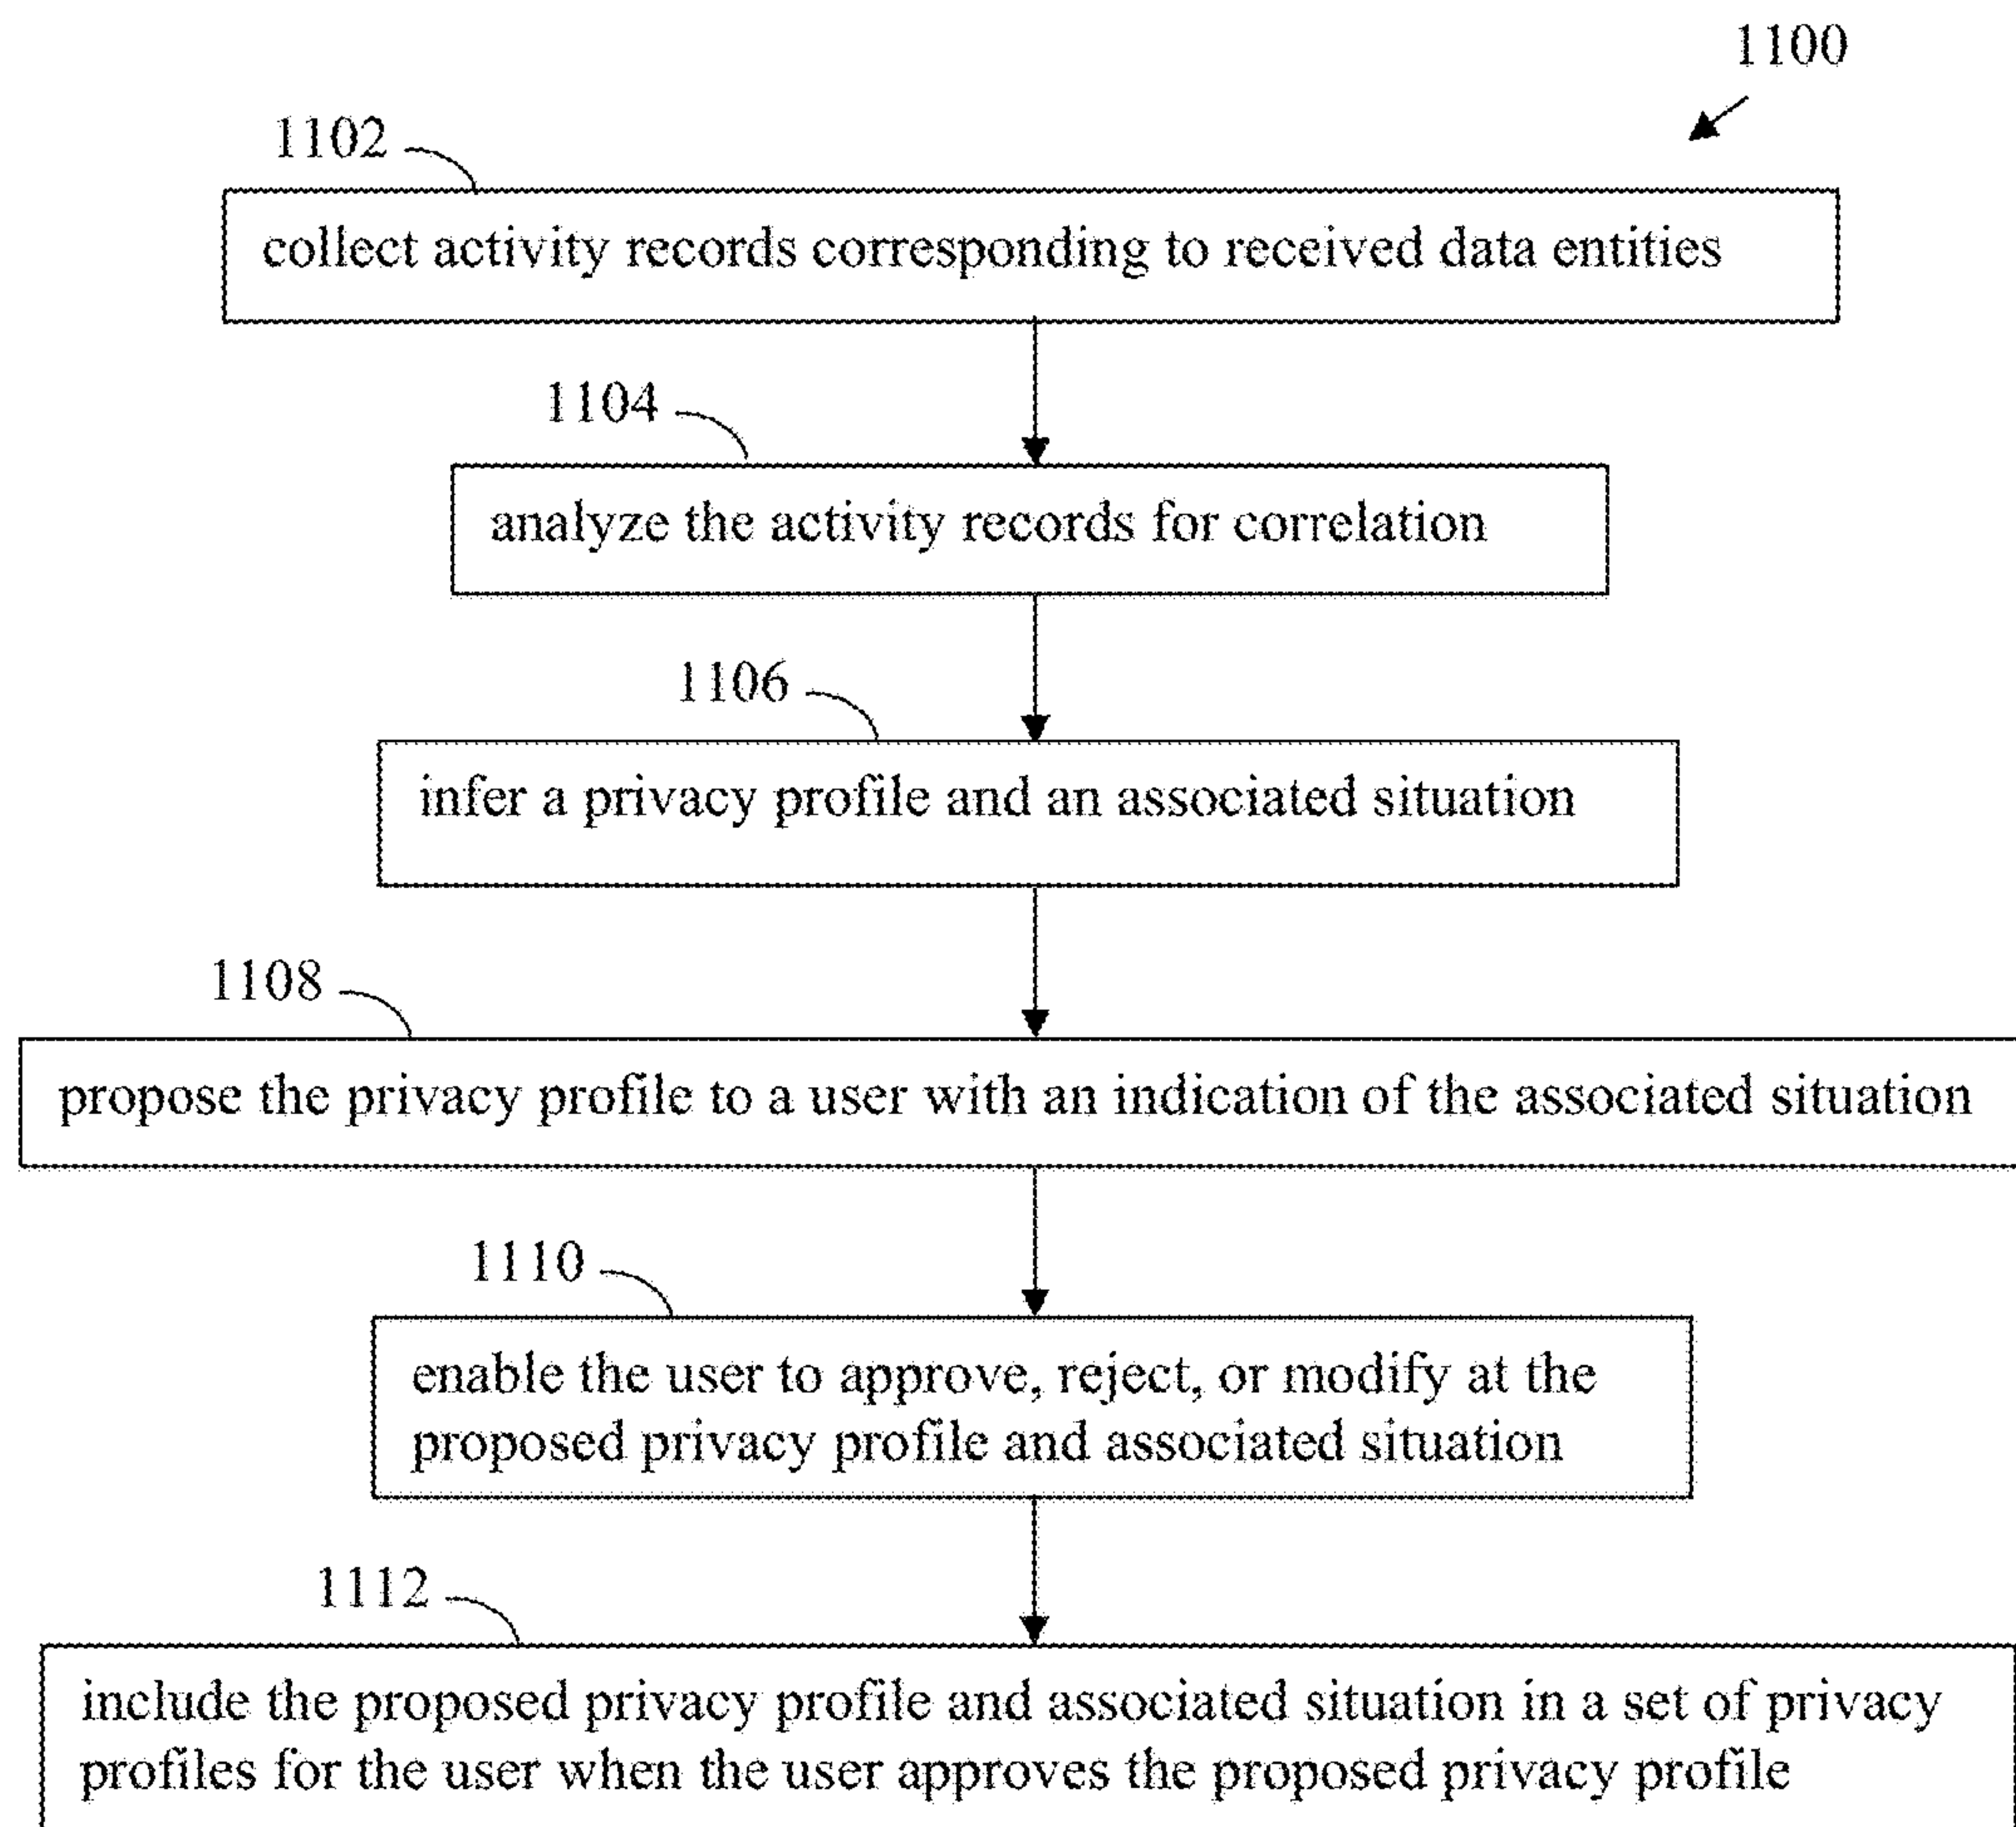 1100
1102
collect activity records corresponding to received data entities
1104
analyze the activity records for correlation
1106
infer a privacy profile and an associated situation
1108
propose the privacy profile to a user with an indication of the associated situation
1110
enable the user to approve, reject, or modify at the
proposed privacy profile and associated situation
1112
include the proposed privacy profile and associated situation in a set of privacy
profiles for the user when the user approves the proposed privacy profile